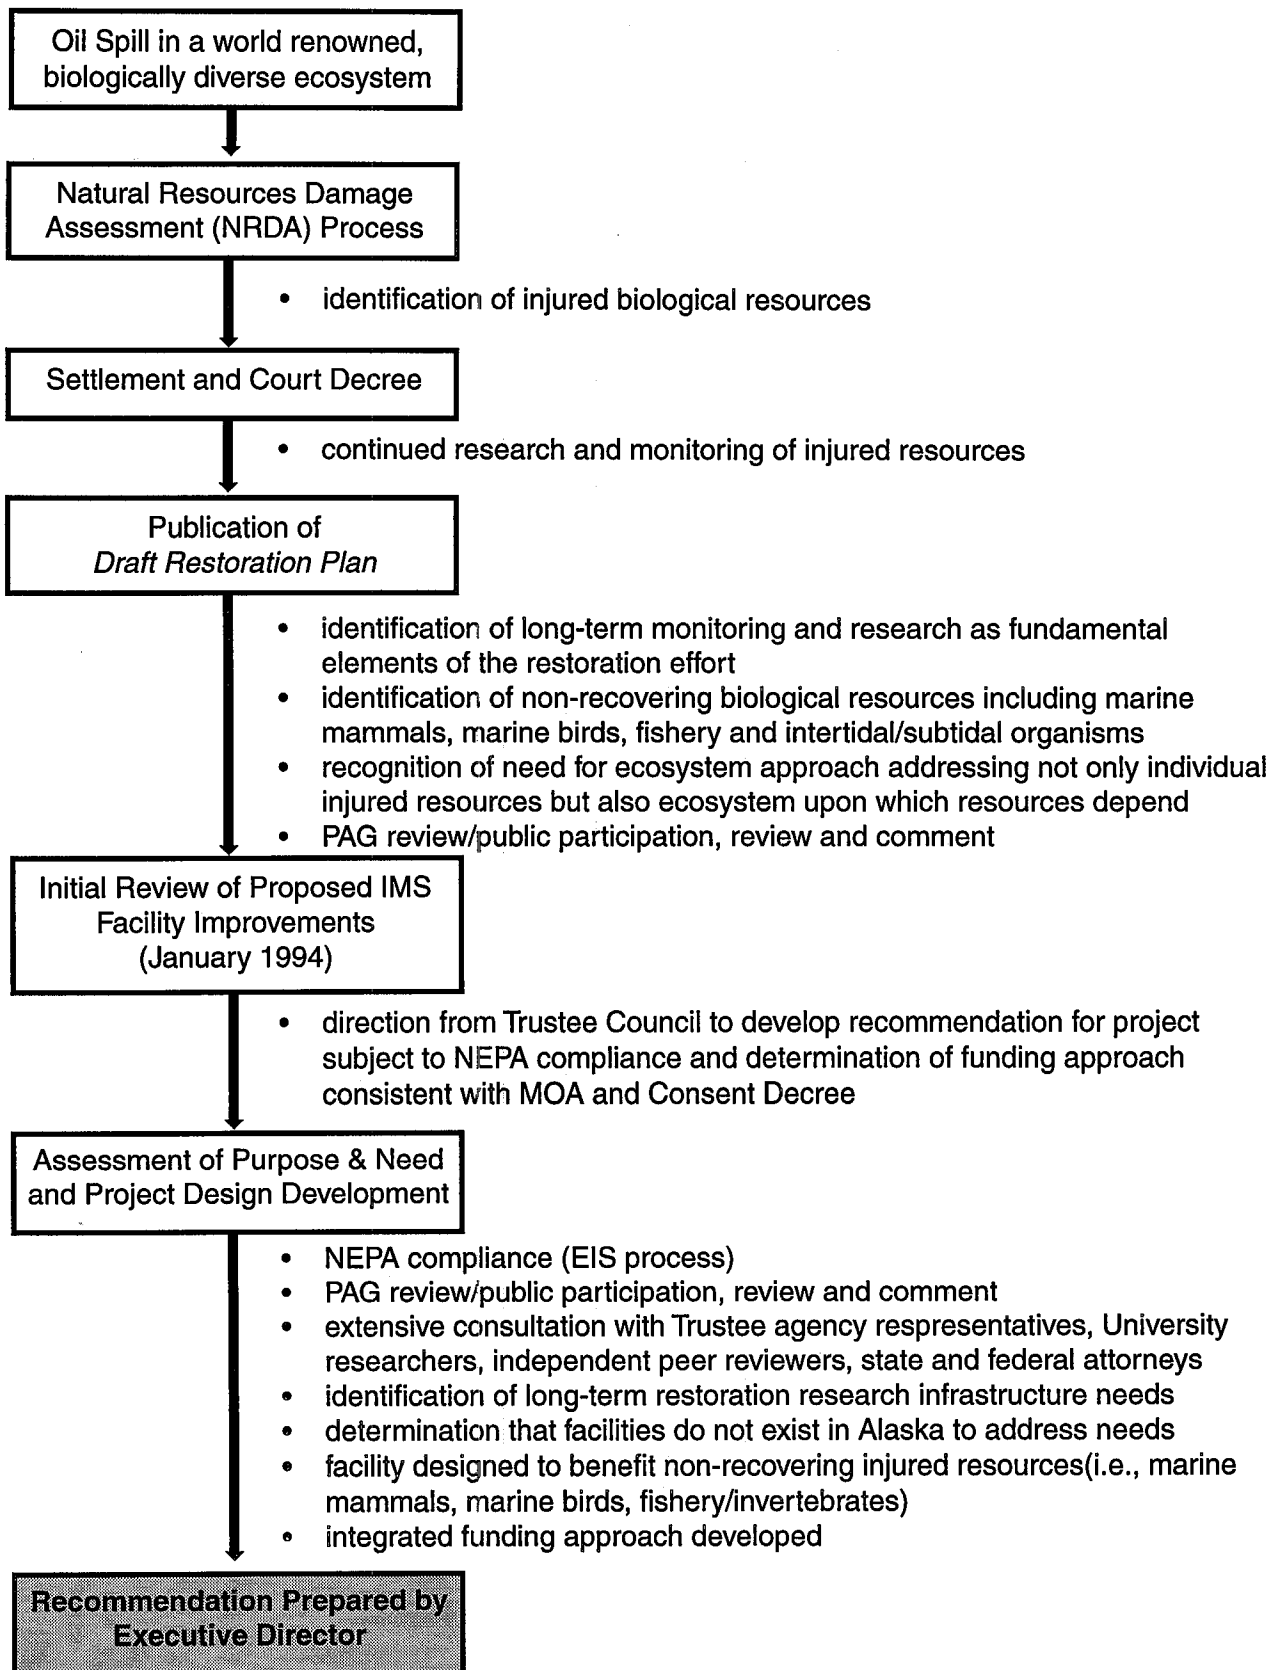 Oil Spill in a world renowned,
biologically diverse ecosystem
Natural Resources Damage
Assessment (NRDA) Process
• identification of injured biological resources
Settlement and Court Decree
• continued research and monitoring of injured resources
Publication of
Draft Restoration Plan
• identification of long-term monitoring and research as fundamental
elements of the restoration effort
• identification of non-recovering biological resources including marine
mammals, marine birds, fishery and intertidal/subtidal organisms
• recognition of need for ecosystem approach addressing not only individual
injured resources but also ecosystem upon which resources depend
• PAG review/public participation, review and comment
Initial Review of Proposed IMS
Facility Improvements
(January 1994)
• direction from Trustee Council to develop recommendation for project
subject to NEPA compliance and determination of funding approach
consistent with MOA and Consent Decree
Assessment of Purpose & Need
and Project Design Development
• NEPA compliance (EIS process)
• PAG review/public participation, review and comment
• extensive consultation with Trustee agency respresentatives, University
researchers, independent peer reviewers, state and federal attorneys
• identification of long-term restoration research infrastructure needs
• determination that facilities do not exist in Alaska to address needs
• facility designed to benefit non-recovering injured resources(i.e., marine
mammals, marine birds, fishery/invertebrates)
• integrated funding approach developed
Recommendation Prepared by
Executive Director